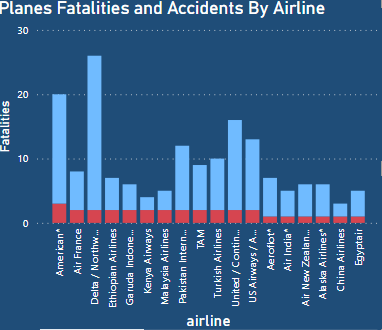 Planes Fatalities and Accidents By Airline
30
20
10
0
Fatalities
American*
Air France
Delta / Northw...
Ethiopian Airlines
Garuda Indone...
Kenya Airways
Malaysia Airlines
Pakistan Intern...
TAM
Turkish Airlines
United / Contin...
US Airways / A...
Aeroflot*
Air India*
Air New Zealan...
Alaska Airlines*
China Airlines
Egyptair
airline